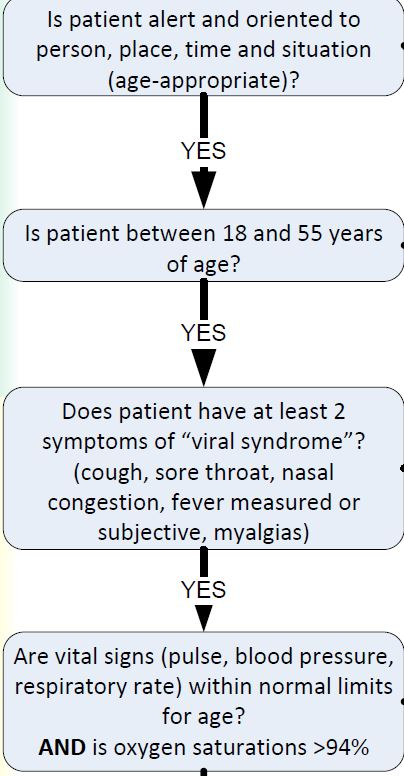 Is patient alert and oriented to
person, place, time and situation
(age-appropriate)?
YES
Is patient between 18 and 55 years
of age?
YES
Does patient have at least 2
symptoms of “viral syndrome”?
(cough, sore throat, nasal
congestion, fever measured or
subjective, myalgias)
YES
Are vital signs (pulse, blood pressure,
respiratory rate) within normal limits
for age?
AND is oxygen saturations >94%